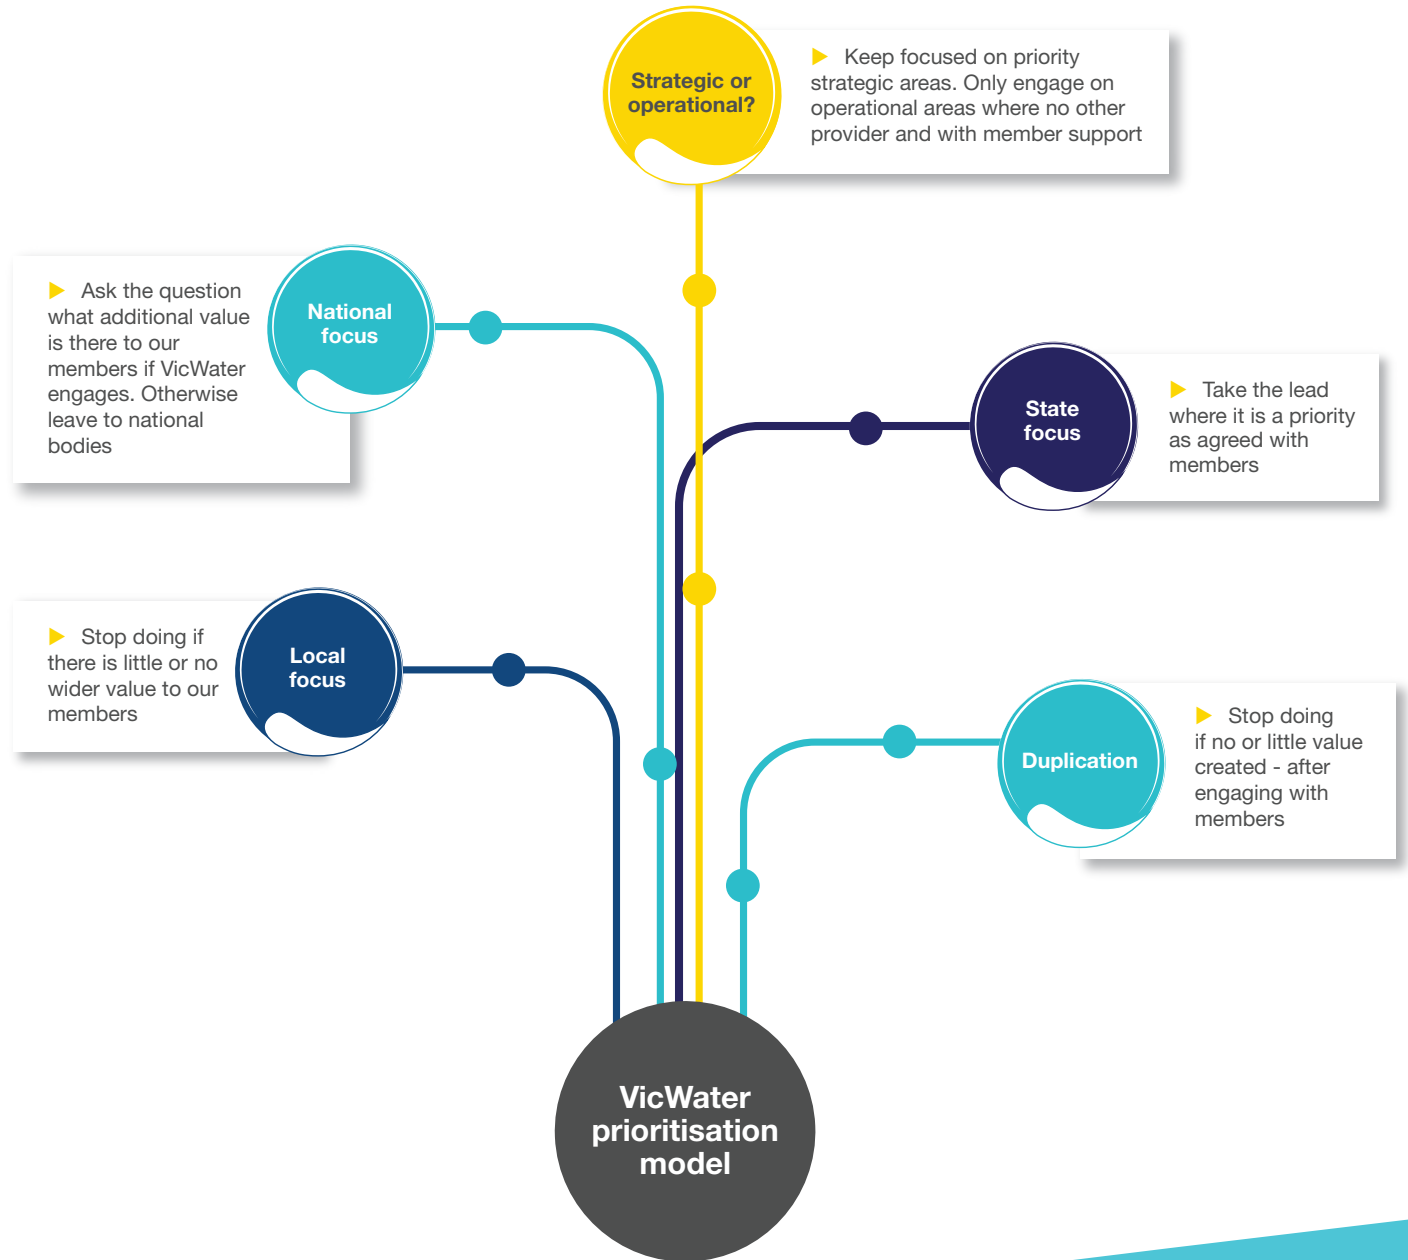 Strategic or
operational?
Keep focused on priority
strategic areas. Only engage on
operational areas where no other
provider and with member support
National
focus
Ask the question
what additional value
is there to our
members if VicWater
engages. Otherwise
leave to national
bodies
State
focus
Take the lead
where it is a priority
as agreed with
members
Local
focus
Stop doing if
there is little or no
wider value to our
members
Duplication
Stop doing
if no or little value
created - after
engaging with
members
VicWater
prioritisation
model